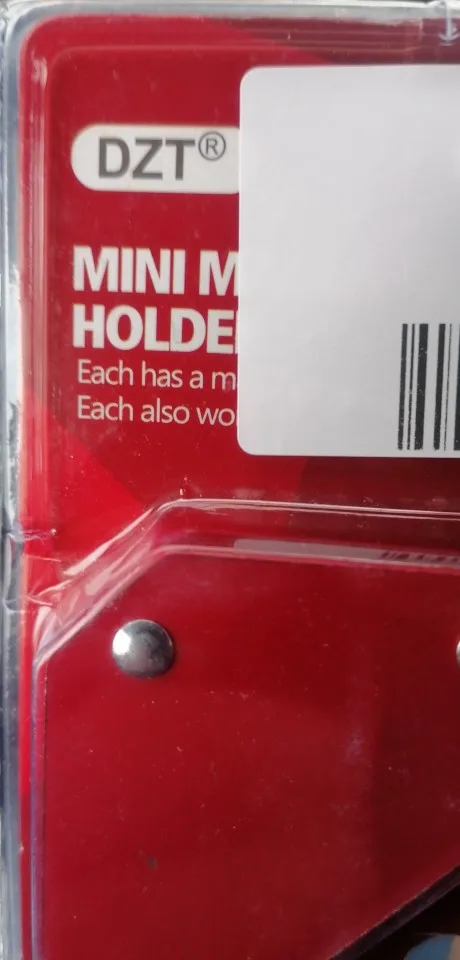 DZT®
MINI M
HOLDE
Each has a m
Each also wo